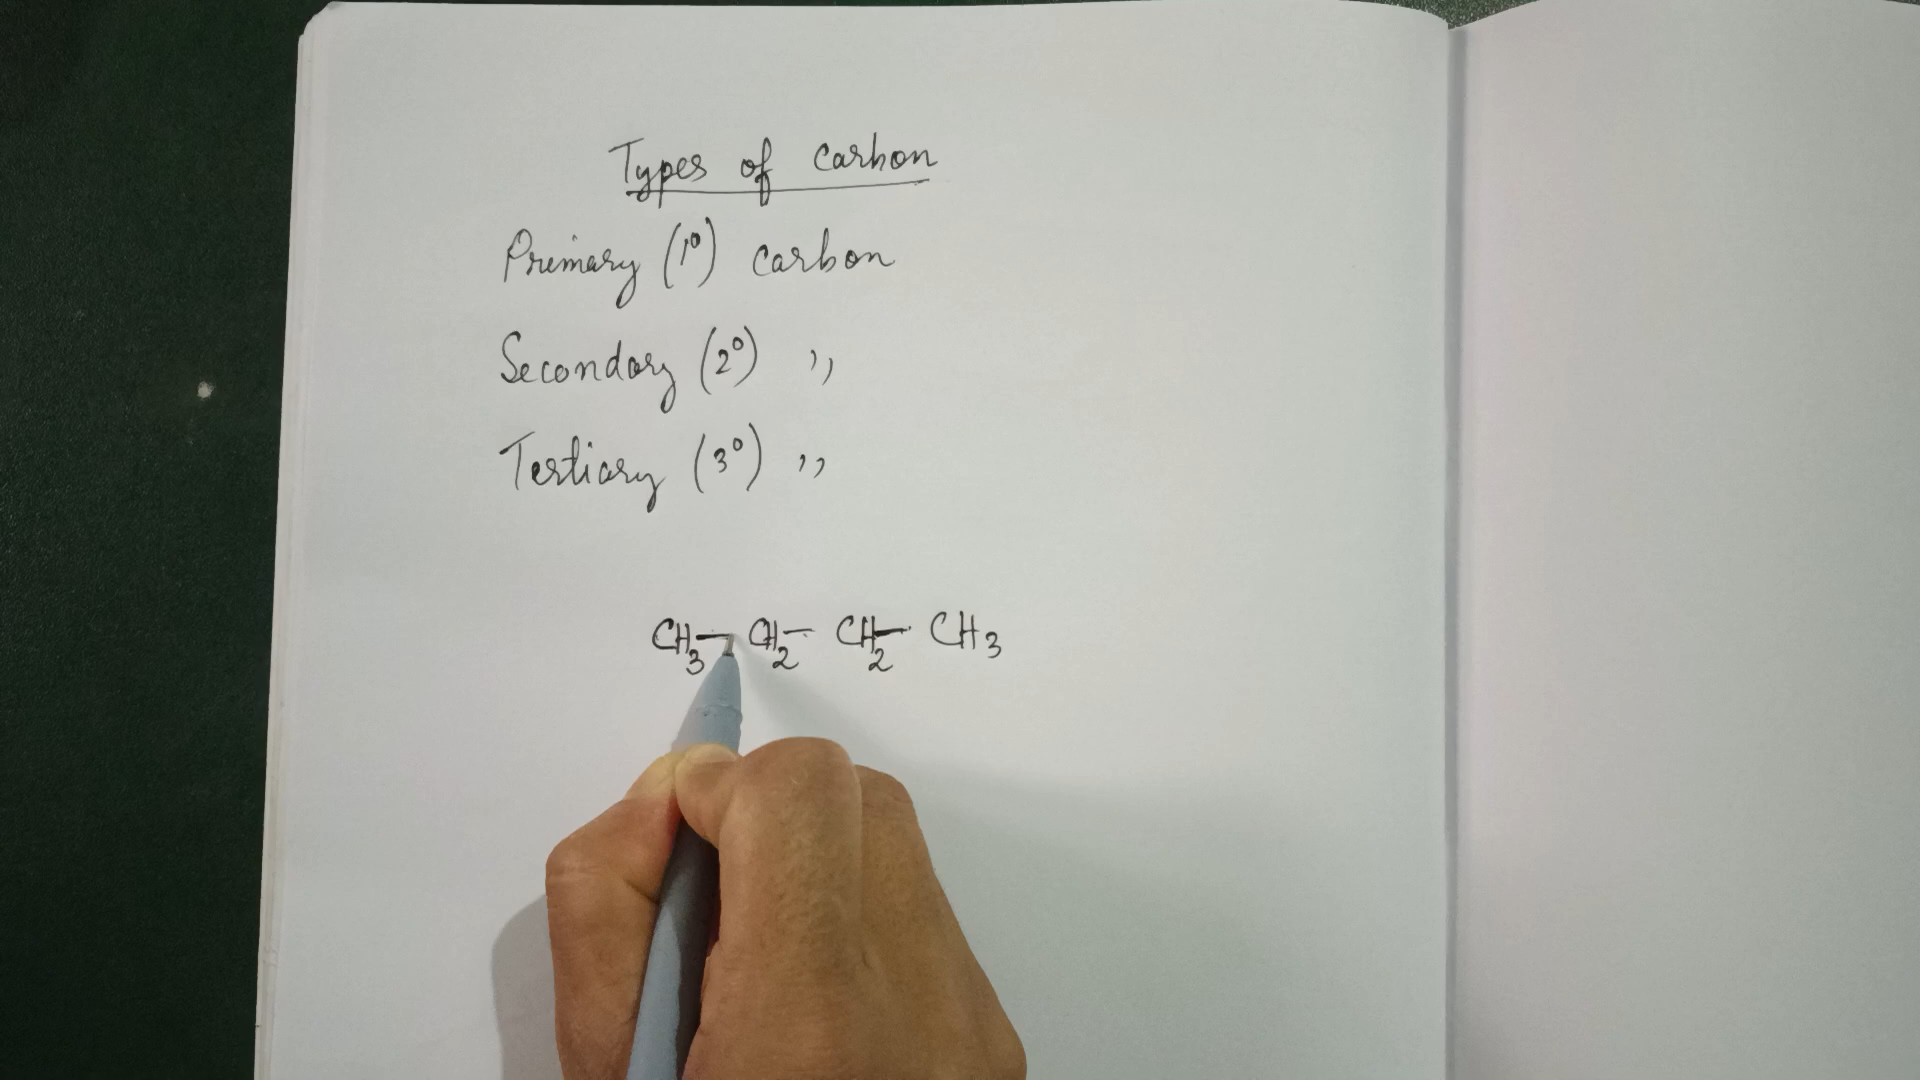 Types of carbon
Primary (1°) carbon
Secondary (2°) ,,
Tertiary (3°) ,,
CH₃ — CH₂ — CH₂ — CH₃